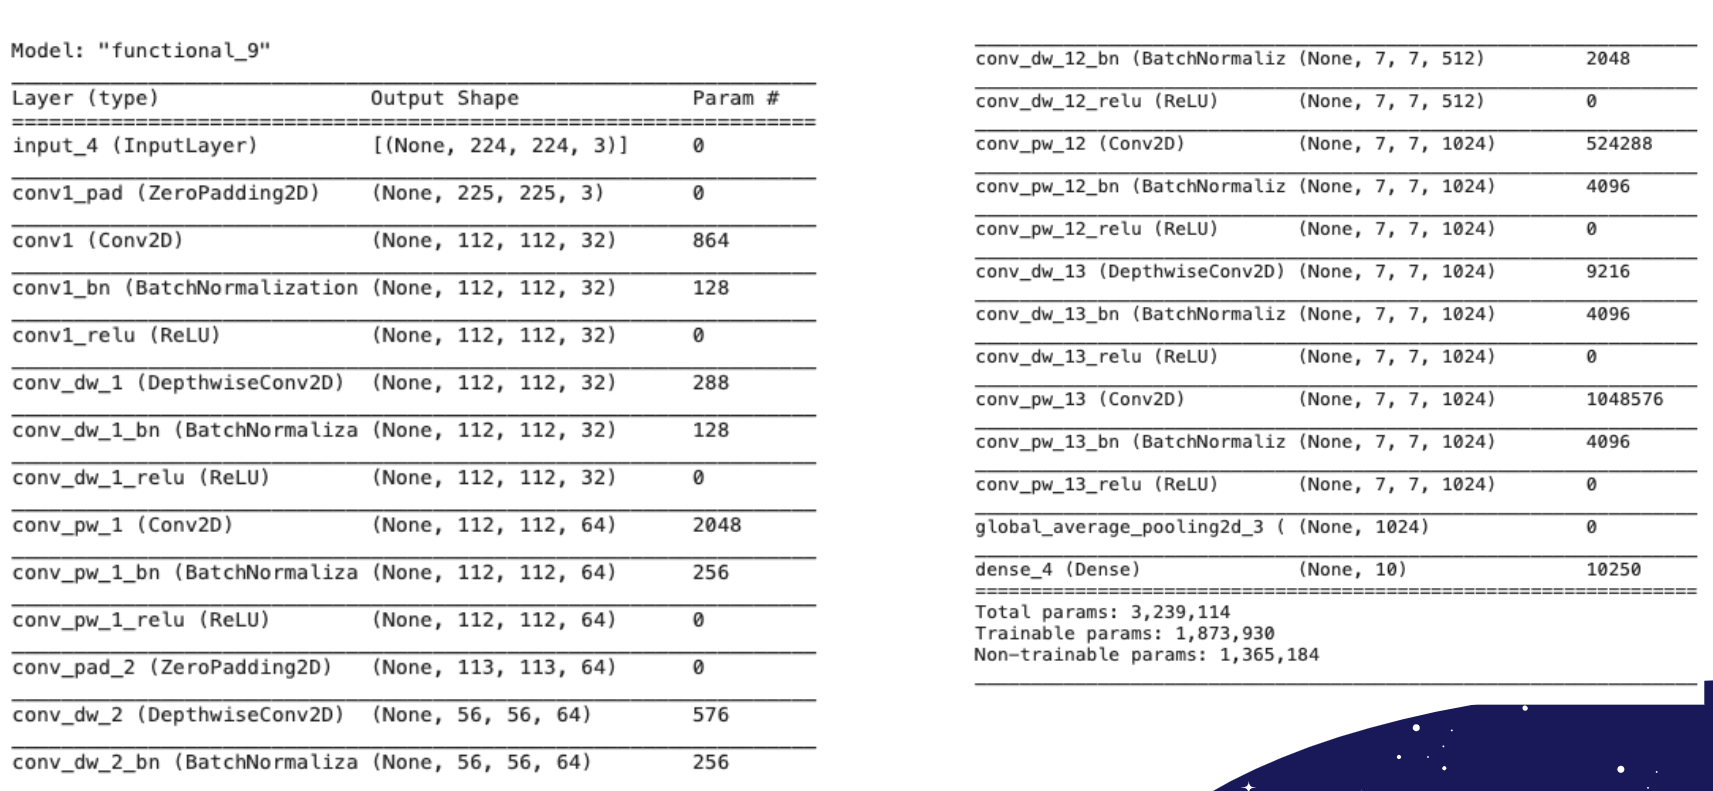 Model: "functional_9"
Layer (type) Output Shape Param #
input_4 (InputLayer) [(None, 224, 224, 3)] 0
conv1_pad (ZeroPadding2D) (None, 225, 225, 3) 0
conv1 (Conv2D) (None, 112, 112, 32) 864
conv1_bn (BatchNormalization (None, 112, 112, 32) 128
conv1_relu (ReLU) (None, 112, 112, 32) 0
conv_dw_1 (DepthwiseConv2D) (None, 112, 112, 32) 288
conv_dw_1_bn (BatchNormaliza (None, 112, 112, 32) 128
conv_dw_1_relu (ReLU) (None, 112, 112, 32) 0
conv_pw_1 (Conv2D) (None, 112, 112, 64) 2048
conv_pw_1_bn (BatchNormaliza (None, 112, 112, 64) 256
conv_pw_1_relu (ReLU) (None, 112, 112, 64) 0
conv_pad_2 (ZeroPadding2D) (None, 113, 113, 64) 0
conv_dw_2 (DepthwiseConv2D) (None, 56, 56, 64) 576
conv_dw_2_bn (BatchNormaliza (None, 56, 56, 64) 256
conv_dw_12_bn (BatchNormaliz (None, 7, 7, 512) 2048
conv_dw_12_relu (ReLU) (None, 7, 7, 512) 0
conv_pw_12 (Conv2D) (None, 7, 7, 1024) 524288
conv_pw_12_bn (BatchNormaliz (None, 7, 7, 1024) 4096
conv_pw_12_relu (ReLU) (None, 7, 7, 1024) 0
conv_dw_13 (DepthwiseConv2D) (None, 7, 7, 1024) 9216
conv_dw_13_bn (BatchNormaliz (None, 7, 7, 1024) 4096
conv_dw_13_relu (ReLU) (None, 7, 7, 1024) 0
conv_pw_13 (Conv2D) (None, 7, 7, 1024) 1048576
conv_pw_13_bn (BatchNormaliz (None, 7, 7, 1024) 4096
conv_pw_13_relu (ReLU) (None, 7, 7, 1024) 0
global_average_pooling2d_3 ( (None, 1024) 0
dense_4 (Dense) (None, 10) 10250
Total params: 3,239,114
Trainable params: 1,873,930
Non-trainable params: 1,365,184